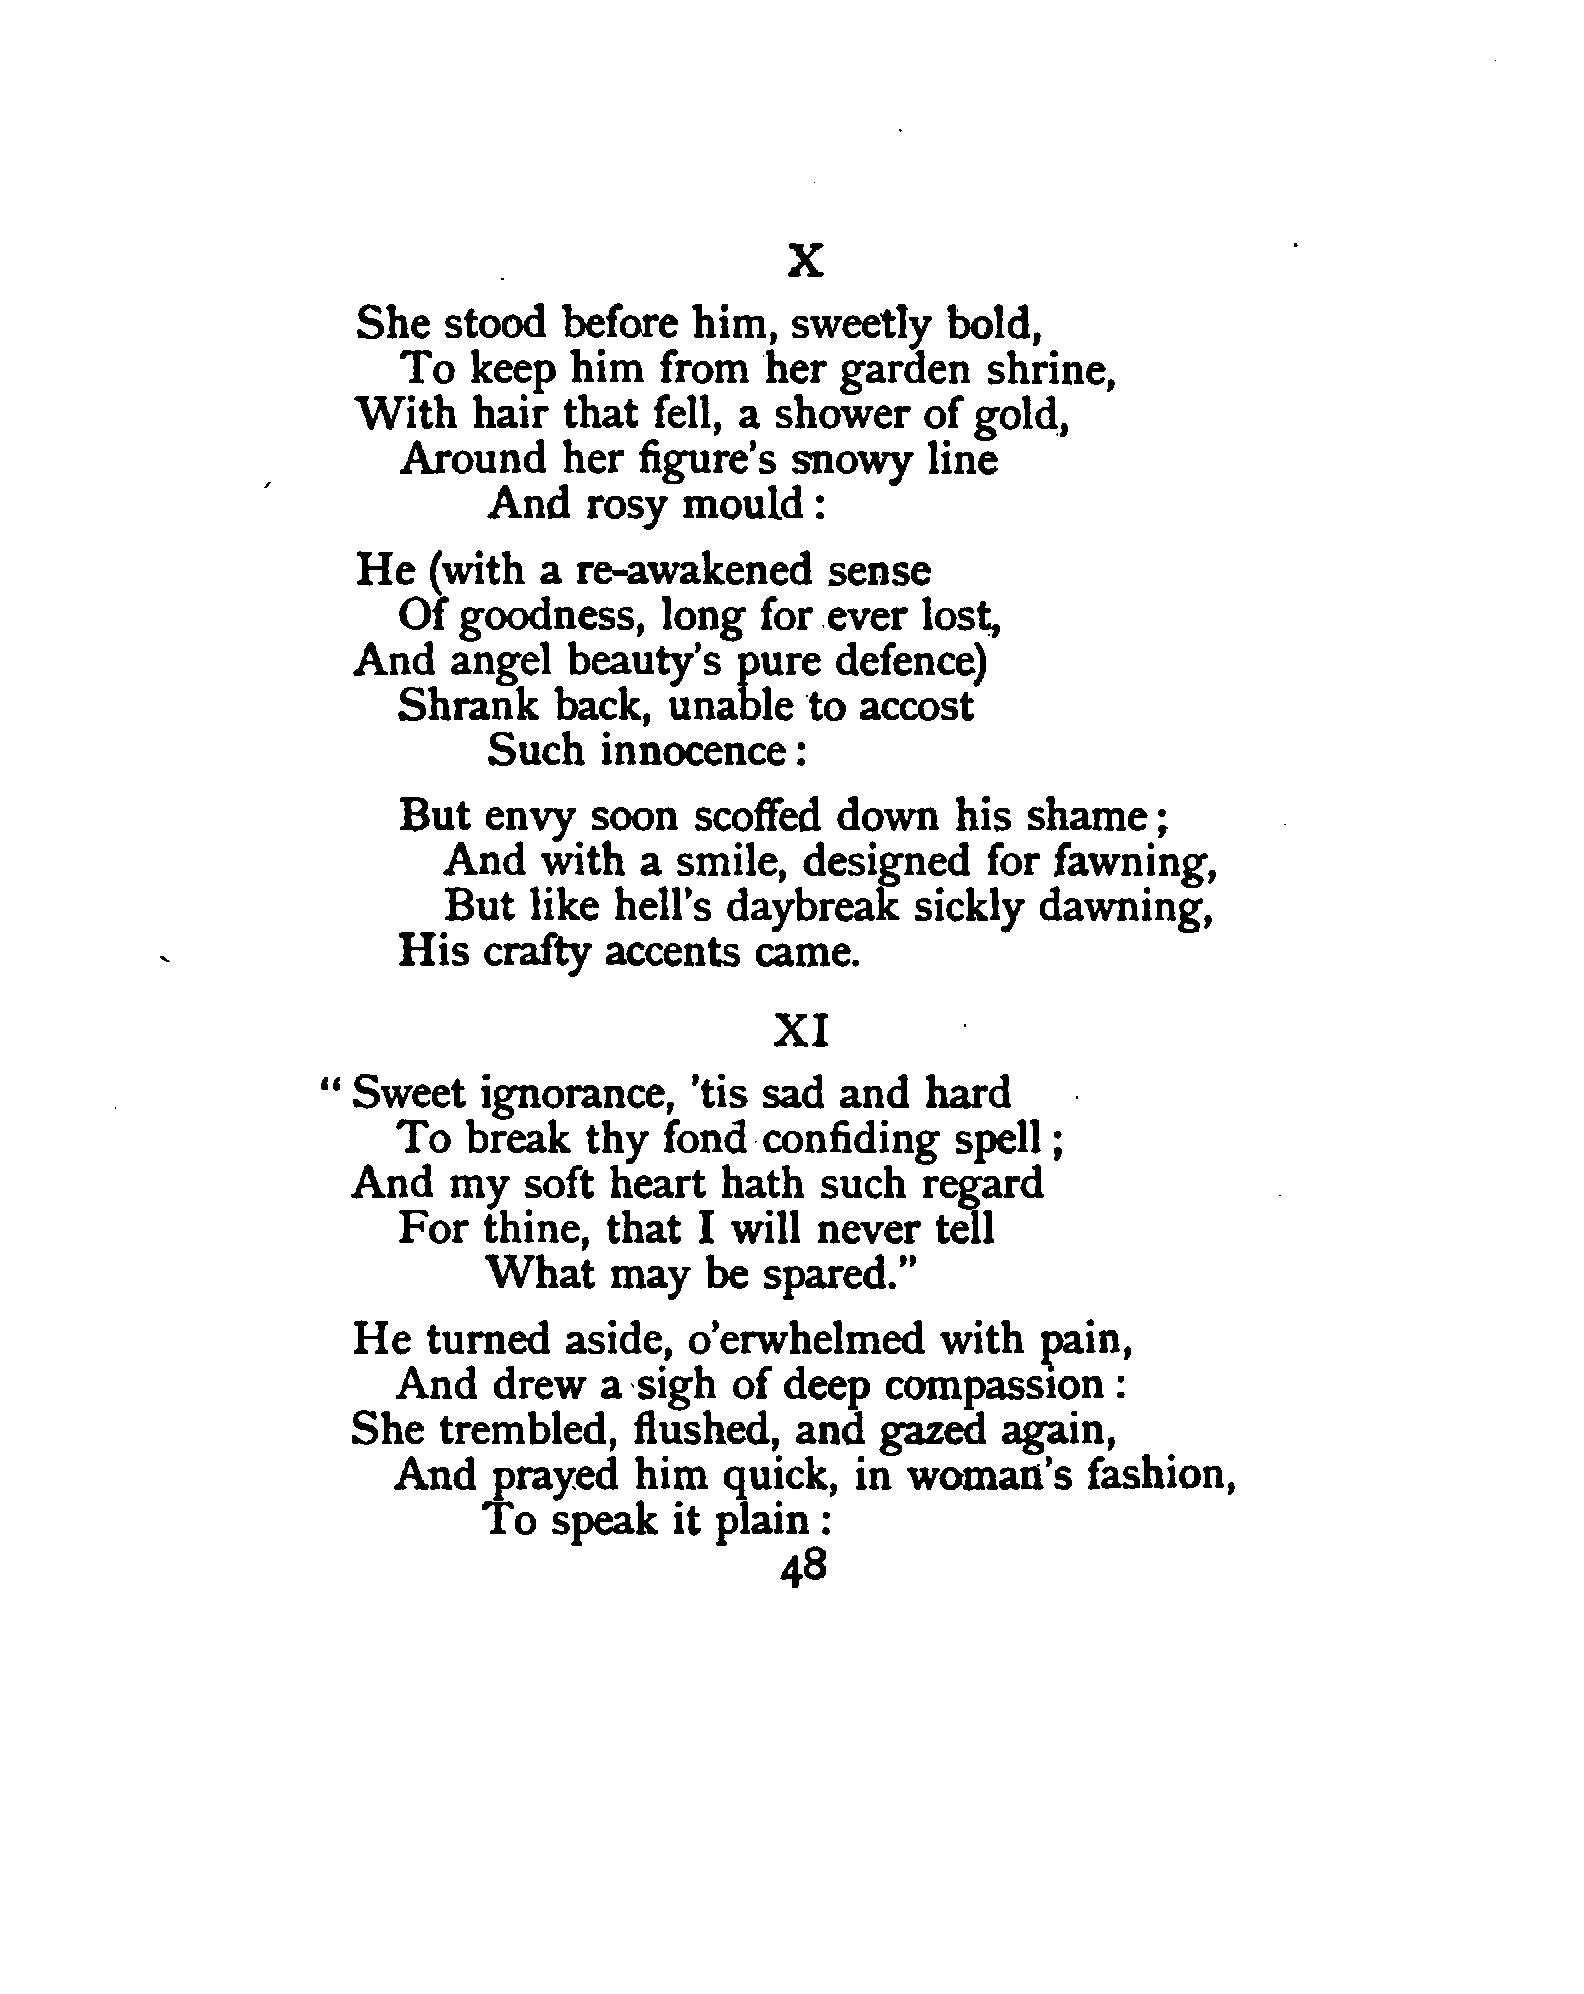 X
She stood before him, sweetly bold,
To keep him from her garden shrine,
With hair that fell, a shower of gold,
Around her figure's snowy line
And rosy mould :
He (with a re-awakened sense
Of goodness, long for ever lost,
And angel beauty's pure defence)
Shrank back, unable to accost
Such innocence :
But envy soon scoffed down his shame ;
And with a smile, designed for fawning,
But like hell's daybreak sickly dawning,
His crafty accents came.
XI
“ Sweet ignorance, 'tis sad and hard
To break thy fond confiding spell ;
And my soft heart hath such regard
For thine, that I will never tell
What may be spared.”
He turned aside, o'erwhelmed with pain,
And drew a sigh of deep compassion :
She trembled, flushed, and gazed again,
And prayed him quick, in woman's fashion,
To speak it plain :
48